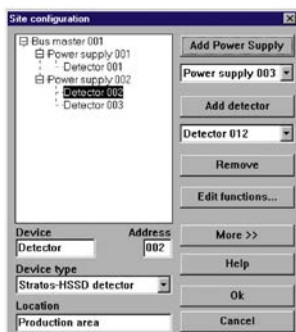 Site configuration
Bus master 001
Power supply 001
Detector 001
Power supply 002
Detector 002
Detector 003
Add Power Supply
Power supply 003
Add detector
Detector 012
Remove
Edit functions...
Device Address
Detector 002
More >>
Device type
Help
Stratos-HSSD detector
Ok
Location
Production area
Cancel